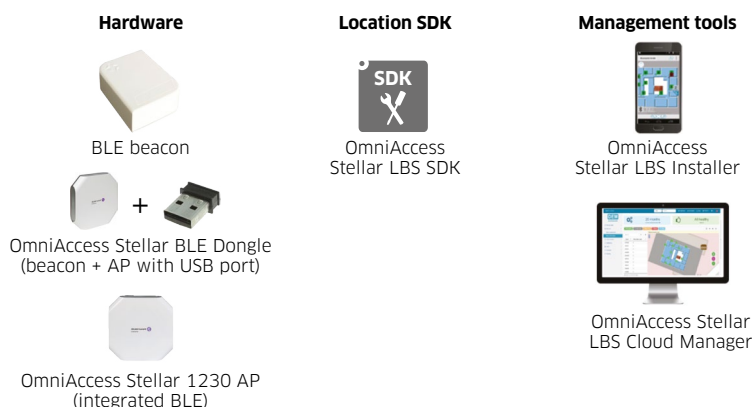 Hardware
BLE beacon
+
OmniAccess Stellar BLE Dongle
(beacon + AP with USB port)
OmniAccess Stellar 1230 AP
(integrated BLE)
Location SDK
SDK
OmniAccess
Stellar LBS SDK
Management tools
OmniAccess
Stellar LBS Installer
OmniAccess Stellar
LBS Cloud Manager